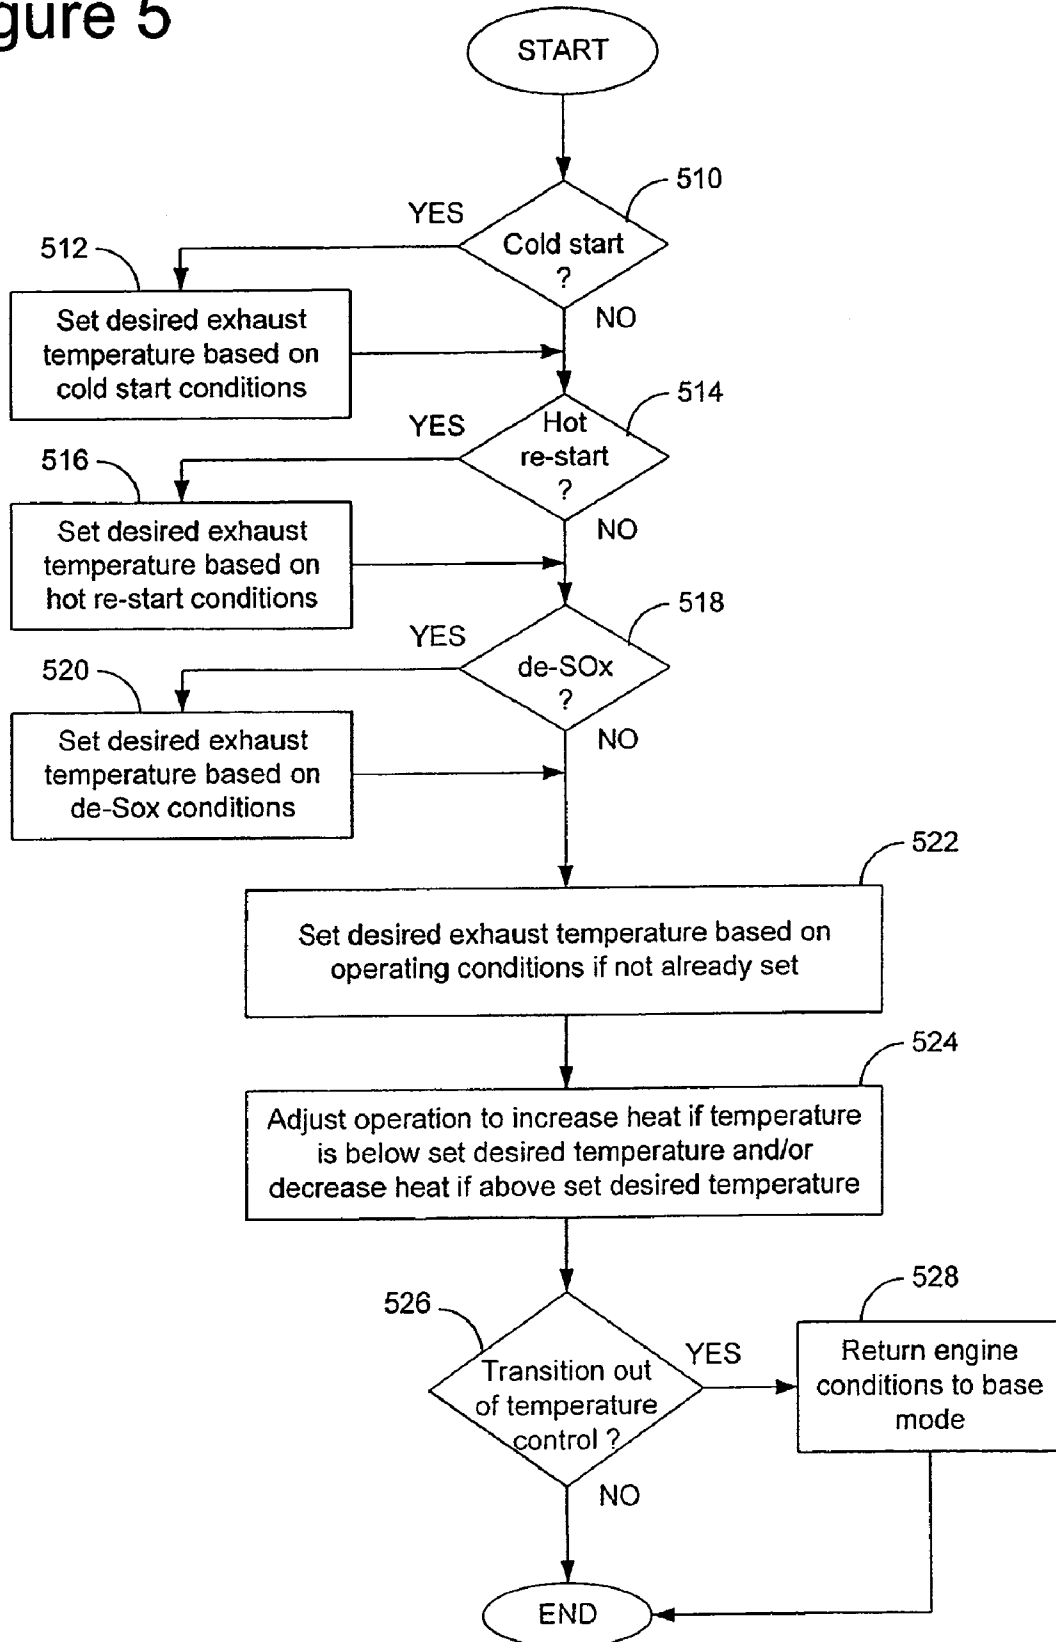 gure 5
START
510
YES
Cold start
?
512
NO
Set desired exhaust
temperature based on
cold start conditions
514
YES
Hot
re-start
?
516
NO
Set desired exhaust
temperature based on
hot re-start conditions
518
YES
de-SOx
?
520
NO
Set desired exhaust
temperature based on
de-Sox conditions
522
Set desired exhaust temperature based on
operating conditions if not already set
524
Adjust operation to increase heat if temperature
is below set desired temperature and/or
decrease heat if above set desired temperature
526
Transition out
of temperature
control ?
YES
528
Return engine
conditions to base
mode
NO
END